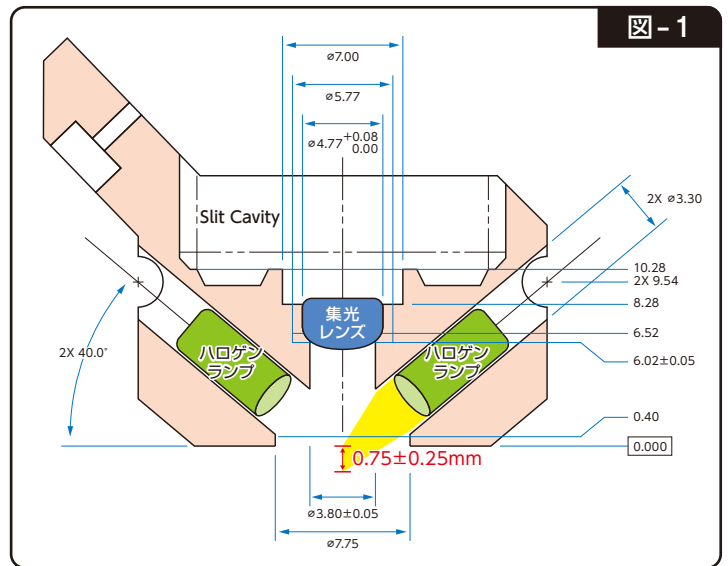 図-1
⌀7.00
⌀5.77
⌀4.77 +0.08 0.00
2X ⌀3.30
Slit Cavity
10.28
2X 9.54
8.28
集光
レンズ
6.52
ハロゲン
ランプ
ハロゲン
ランプ
2X 40.0°
6.02±0.05
0.40
0.000
0.75±0.25mm
⌀3.80±0.05
⌀7.75